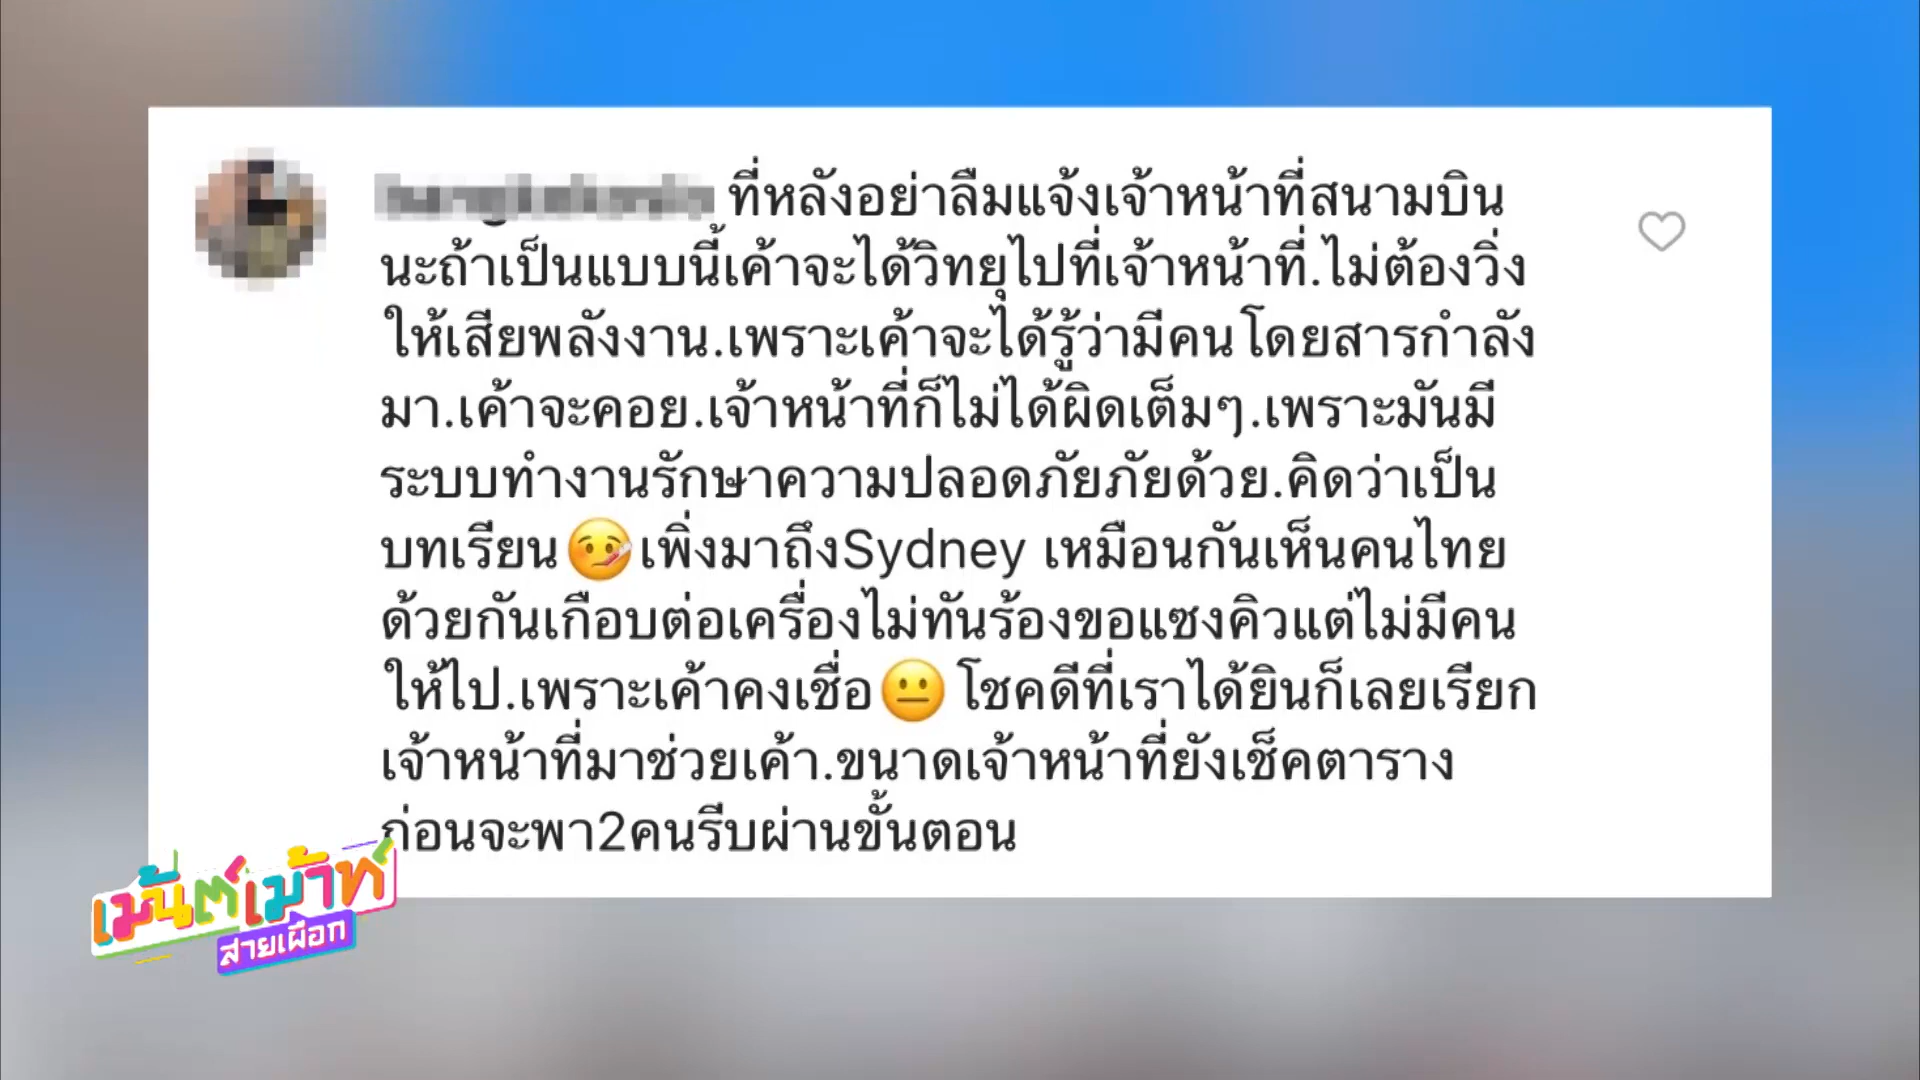 ที่หลังอย่าลืมแจ้งเจ้าหน้าที่สนามบิน
นะถ้าเป็นแบบนี้เค้าจะได้วิทยุไปที่เจ้าหน้าที่.ไม่ต้องวิ่ง
ให้เสียพลังงาน.เพราะเค้าจะได้รู้ว่ามีคนโดยสารกำลัง
มา.เค้าจะคอย.เจ้าหน้าที่ก็ไม่ได้ผิดเต็มๆ.เพราะมันมี
ระบบทำงานรักษาความปลอดภัยภัยด้วย.คิดว่าเป็น
บทเรียน🤒เพิ่งมาถึงSydney เหมือนกันเห็นคนไทย
ด้วยกันเกือบต่อเครื่องไม่ทันร้องขอแซงคิวแต่ไม่มีคน
ให้ไป.เพราะเค้าคงเชื่อ😐โชคดีที่เราได้ยินก็เลยเรียก
เจ้าหน้าที่มาช่วยเค้า.ขนาดเจ้าหน้าที่ยังเช็คตาราง
ก่อนจะพา2คนรีบผ่านขั้นตอน
เม้นต์เม้าท์
สายเผือก